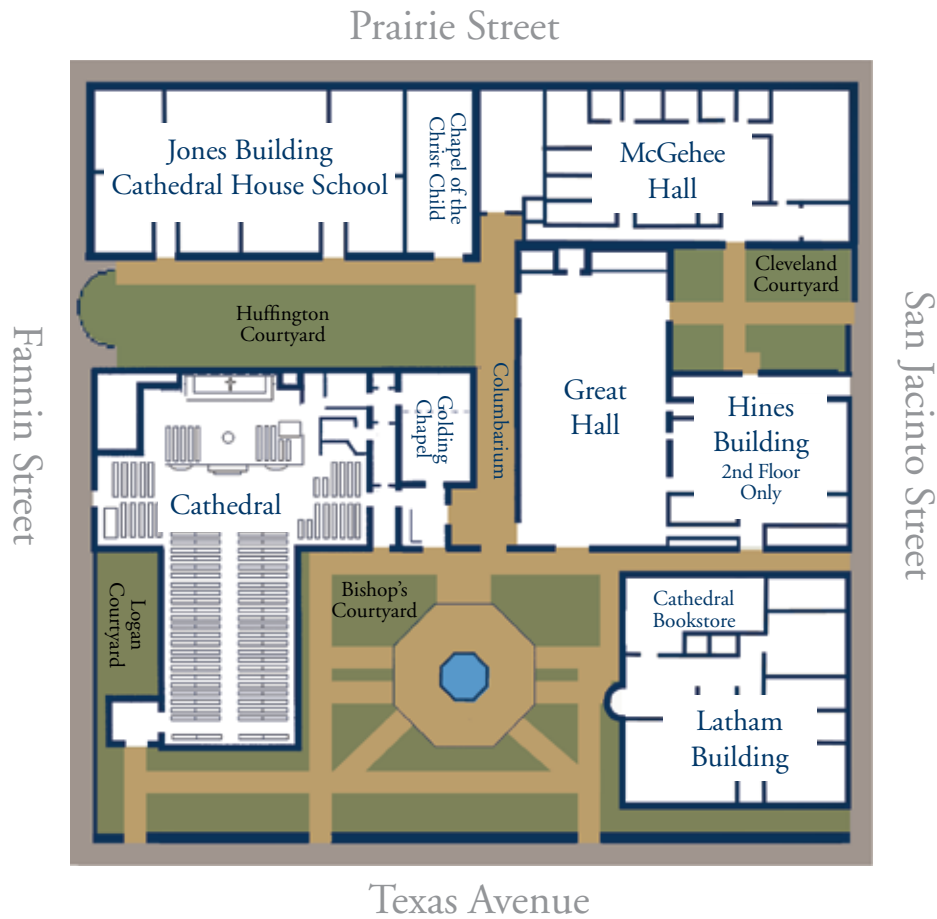 Prairie Street
Jones Building
Cathedral House School
Chapel of the
Christ Child
McGehee
Hall
Cleveland
Courtyard
Huffington
Courtyard
Fannin Street
San Jacinto Street
Columbarium
Great
Hall
Golding
Chapel
Hines
Building
2nd Floor
Only
Cathedral
Logan
Courtyard
Bishop's
Courtyard
Cathedral
Bookstore
Latham
Building
Texas Avenue